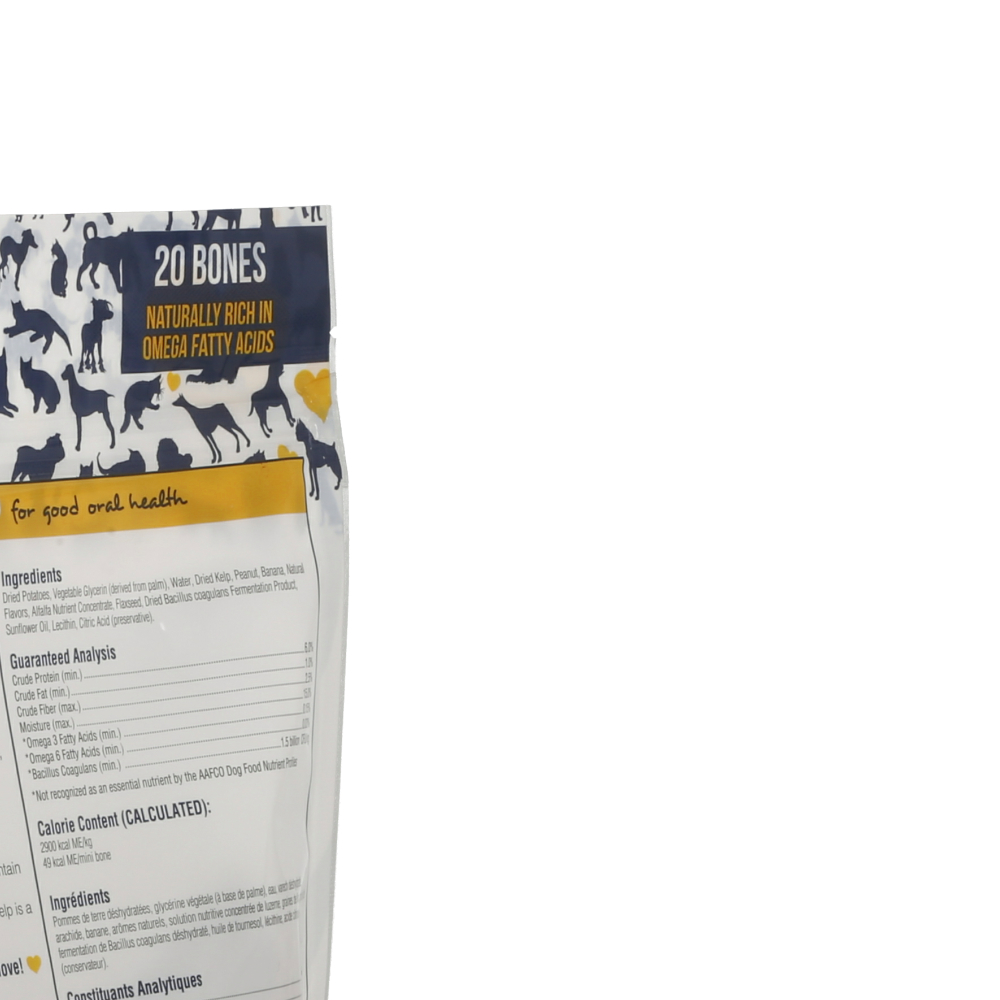 20 BONES
NATURALLY RICH IN
OMEGA FATTY ACIDS
for good oral health
Ingredients
Dried Potatoes, Vegetable Glycerin (derived from palm), Water, Dried Kelp, Peanut, Banana, Natural
Flavors, Alfalfa Nutrient Concentrate, Flaxseed, Dried Bacillus coagulans Fermentation Product,
Sunflower Oil, Lecithin, Citric Acid (preservative).
Guaranteed Analysis
Crude Protein (min.)
Crude Fat (min.)
Crude Fiber (max.)
Moisture (max.)
*Omega 3 Fatty Acids (min.)
*Omega 6 Fatty Acids (min.)
*Bacillus Coagulans (min.) 1.5 billion
*Not recognized as an essential nutrient by the AAFCO Dog Food Nutrient
Calorie Content (CALCULATED):
2900 kcal ME/kg
49 kcal ME/mini bone
ntain
elp is a
ove!
Ingrédients
Pommes de terre déshydratées, glycérine végétale (à base de palme), eau,
arachide, banane, arômes naturels, solution nutritive concentrée de luzerne,
fermentation de Bacillus coagulans déshydraté, huile de tournesol, lécithine,
(conservateur).
Constituants Analytiques